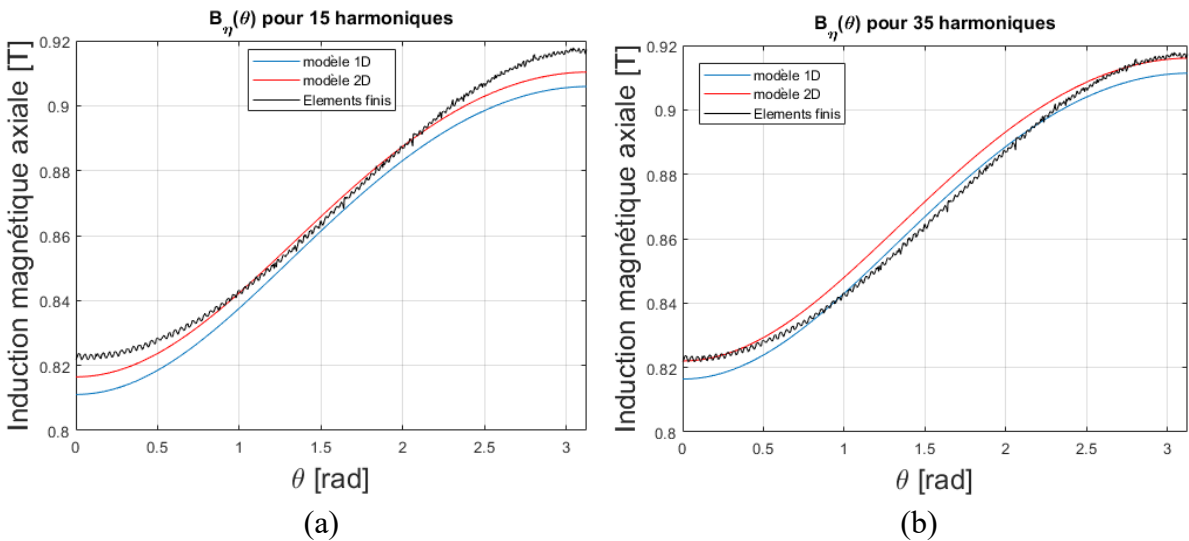 B_η(θ) pour 15 harmoniques
Induction magnétique axiale [T]
0.92
0.9
0.88
0.86
0.84
0.82
0.8
modèle 1D
modèle 2D
Elements finis
0 0.5 1 1.5 2 2.5 3
θ [rad]
(a)
B_η(θ) pour 35 harmoniques
Induction magnétique axiale [T]
0.92
0.9
0.88
0.86
0.84
0.82
0.8
modèle 1D
modèle 2D
Elements finis
0 0.5 1 1.5 2 2.5 3
θ [rad]
(b)